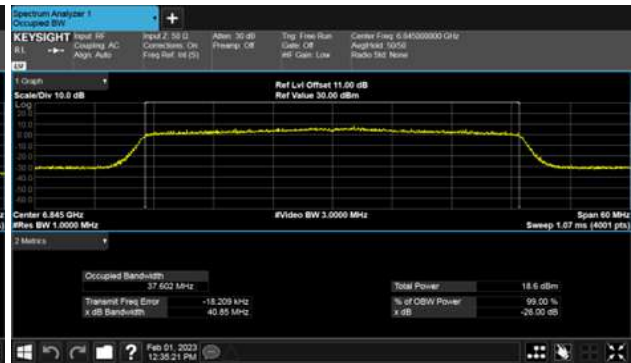 Spectrum Analyzer 1
Occupied BW
+
KEYSIGHT Input: RF Input Z: 50 Ω Atten: 30 dB Trig: Free Run Center Freq: 6.845000000 GHz
R L Coupling: AC Corrections: On Preamp: Off Gate: Off Avg|Hold: 50/50
Align: Auto Freq Ref: Int (S) #IF Gain: Low Radio Std: None
1 Graph
Ref Lvl Offset 11.00 dB
Scale/Div 10.0 dB Ref Value 30.00 dBm
Log
20.0
10.0
0.00
-10.0
-20.0
-30.0
-40.0
-50.0
-60.0
Center 6.845 GHz #Video BW 3.0000 MHz Span 60 MHz
#Res BW 1.0000 MHz Sweep 1.07 ms (4001 pts)
2 Metrics
Occupied Bandwidth
37.602 MHz Total Power 18.6 dBm
Transmit Freq Error -18.209 kHz % of OBW Power 99.00 %
x dB Bandwidth 40.85 MHz x dB -26.00 dB
? Feb 01, 2023
12:35:21 PM